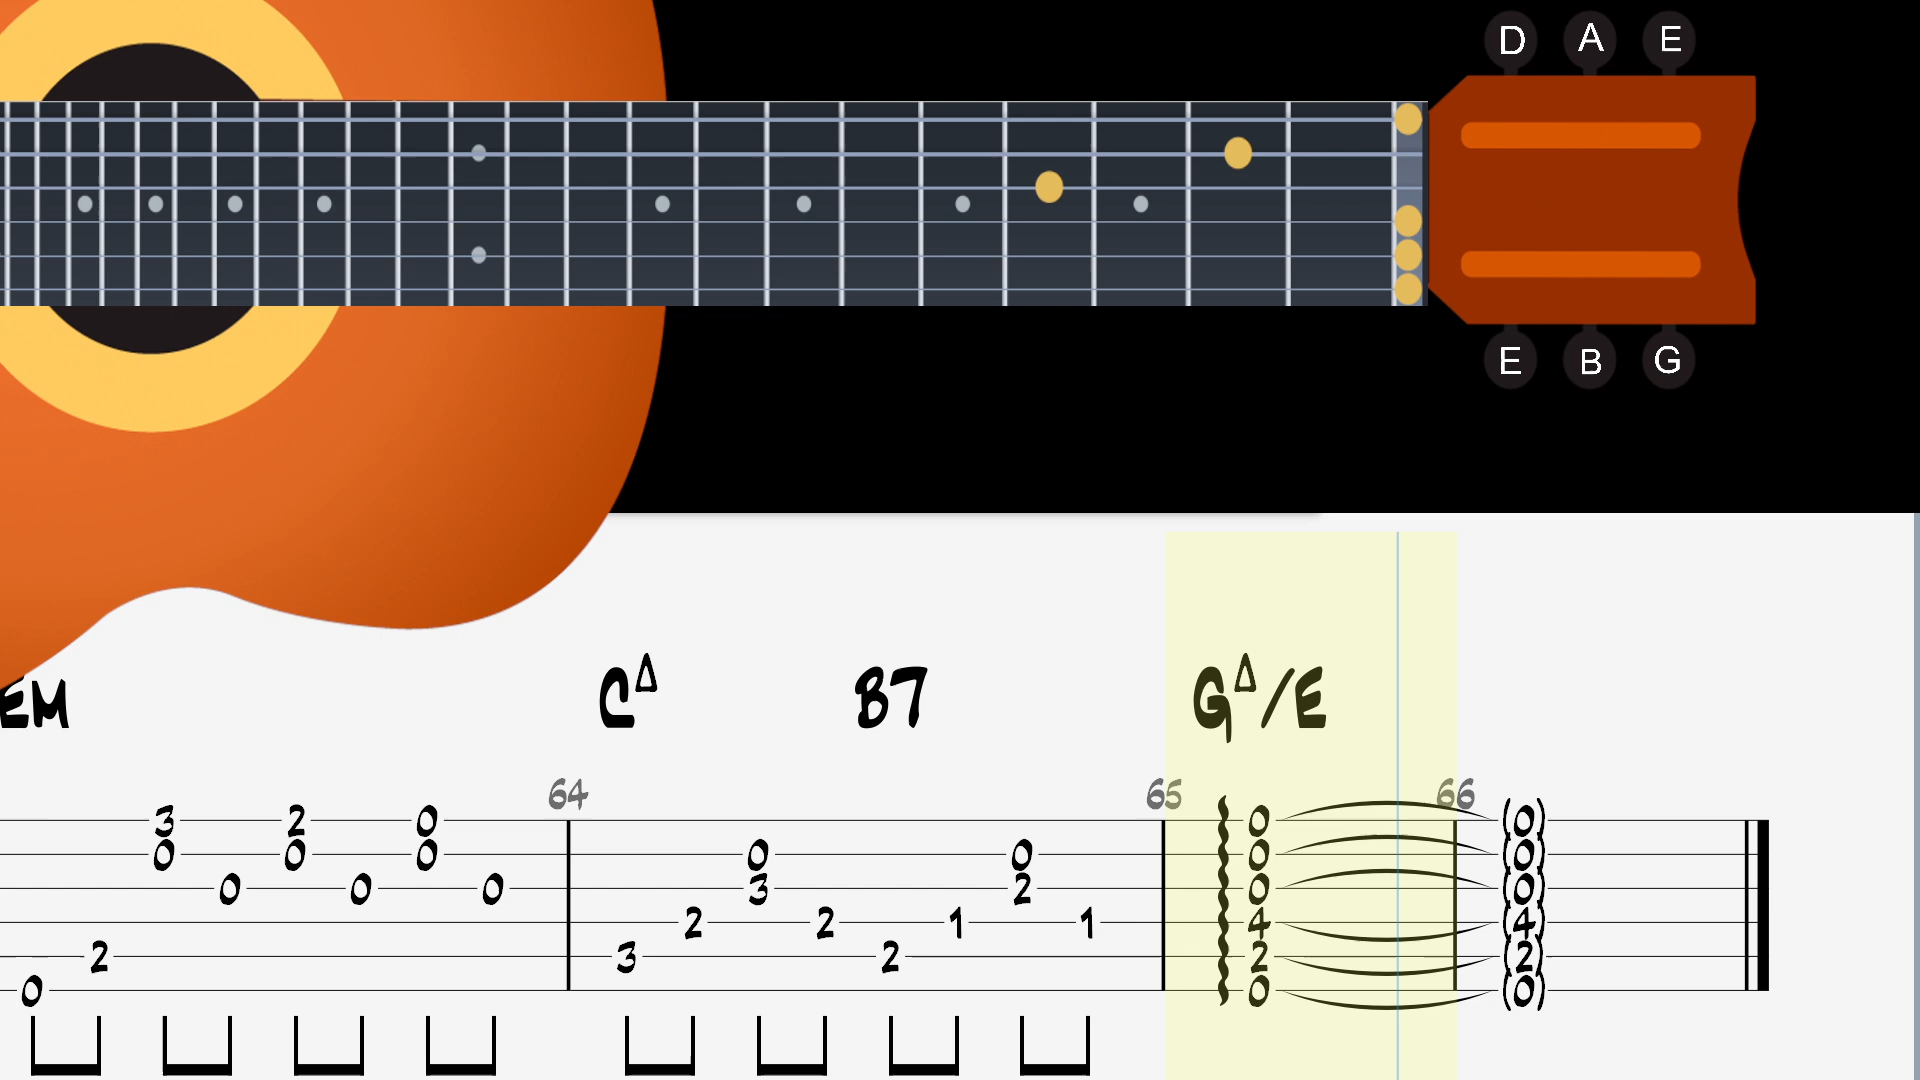 D A E
E B G
EM C△ B7 G△/E
64 65 66
3 2 0 0 (0)
0 0 0 0 0 0 (0)
0 0 0 3 2 0 (0)
2 2 1 1 4 (4)
2 3 2 2 (2)
0 0 (0)